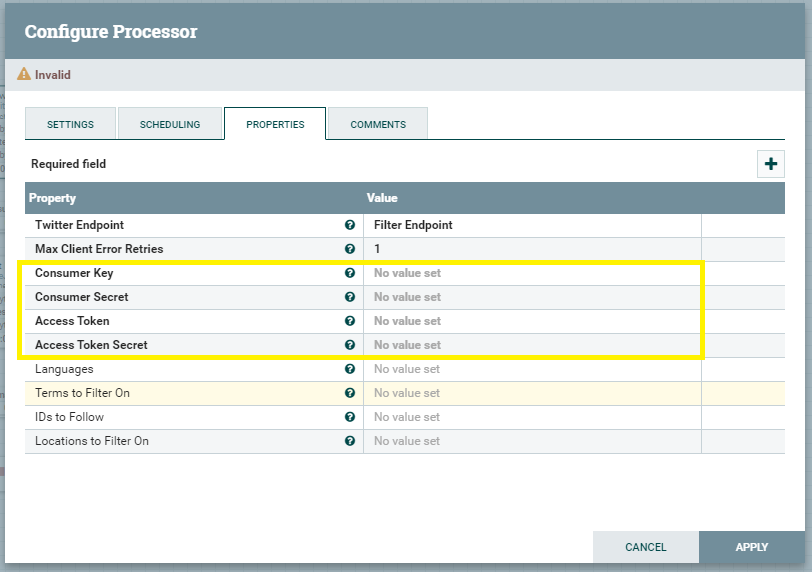 Configure Processor
Invalid
SETTINGS SCHEDULING PROPERTIES COMMENTS
Required field
Property Value
Twitter Endpoint Filter Endpoint
Max Client Error Retries 1
Consumer Key No value set
Consumer Secret No value set
Access Token No value set
Access Token Secret No value set
Languages No value set
Terms to Filter On No value set
IDs to Follow No value set
Locations to Filter On No value set
CANCEL APPLY